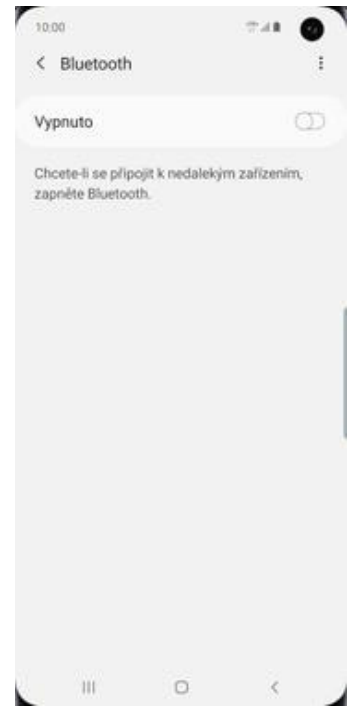 10:00
Bluetooth
Vypnuto
Chcete-li se připojit k nedalekým zařízením,
zapněte Bluetooth.